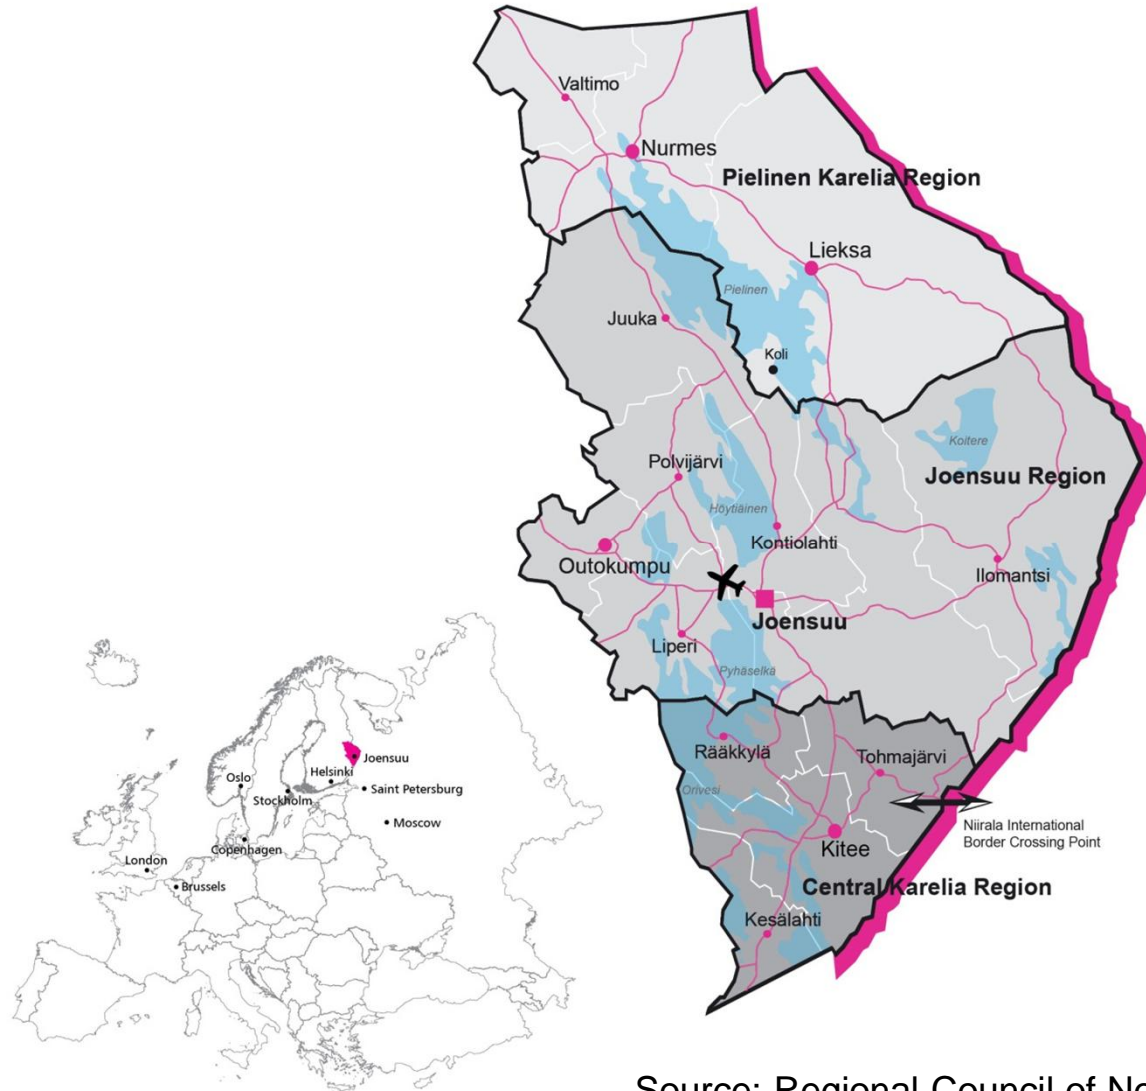 Valtimo
Nurmes
Pielinen Karelia Region
Lieksa
Pielinen
Juuka
Koli
Koitere
Polvijärvi
Joensuu Region
Höytiäinen
Kontiolahti
Outokumpu
Ilomantsi
Joensuu
Liperi
Pyhäselkä
Rääkkylä
Tohmajärvi
Orivesi
Niirala International
Border Crossing Point
Kitee
Central Karelia Region
Kesälahti
Joensuu
Oslo
Helsinki
Saint Petersburg
Stockholm
Moscow
Copenhagen
London
Brussels
Source: Regional Council of No